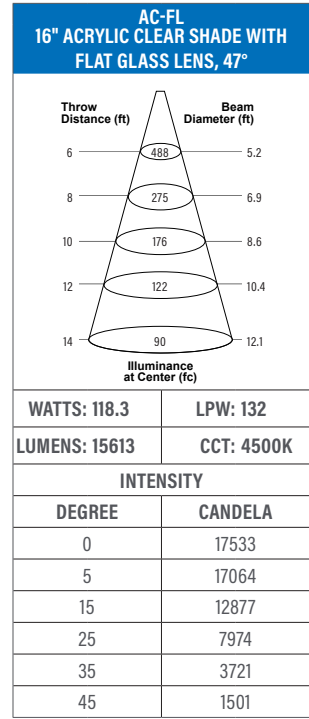 AC-FL
16" ACRYLIC CLEAR SHADE WITH
FLAT GLASS LENS, 47°
Throw Beam
Distance (ft) Diameter (ft)
6 488 5.2
8 275 6.9
10 176 8.6
12 122 10.4
14 90 12.1
Illuminance
at Center (fc)
WATTS: 118.3 LPW: 132
LUMENS: 15613 CCT: 4500K
INTENSITY
DEGREE CANDELA
0 17533
5 17064
15 12877
25 7974
35 3721
45 1501